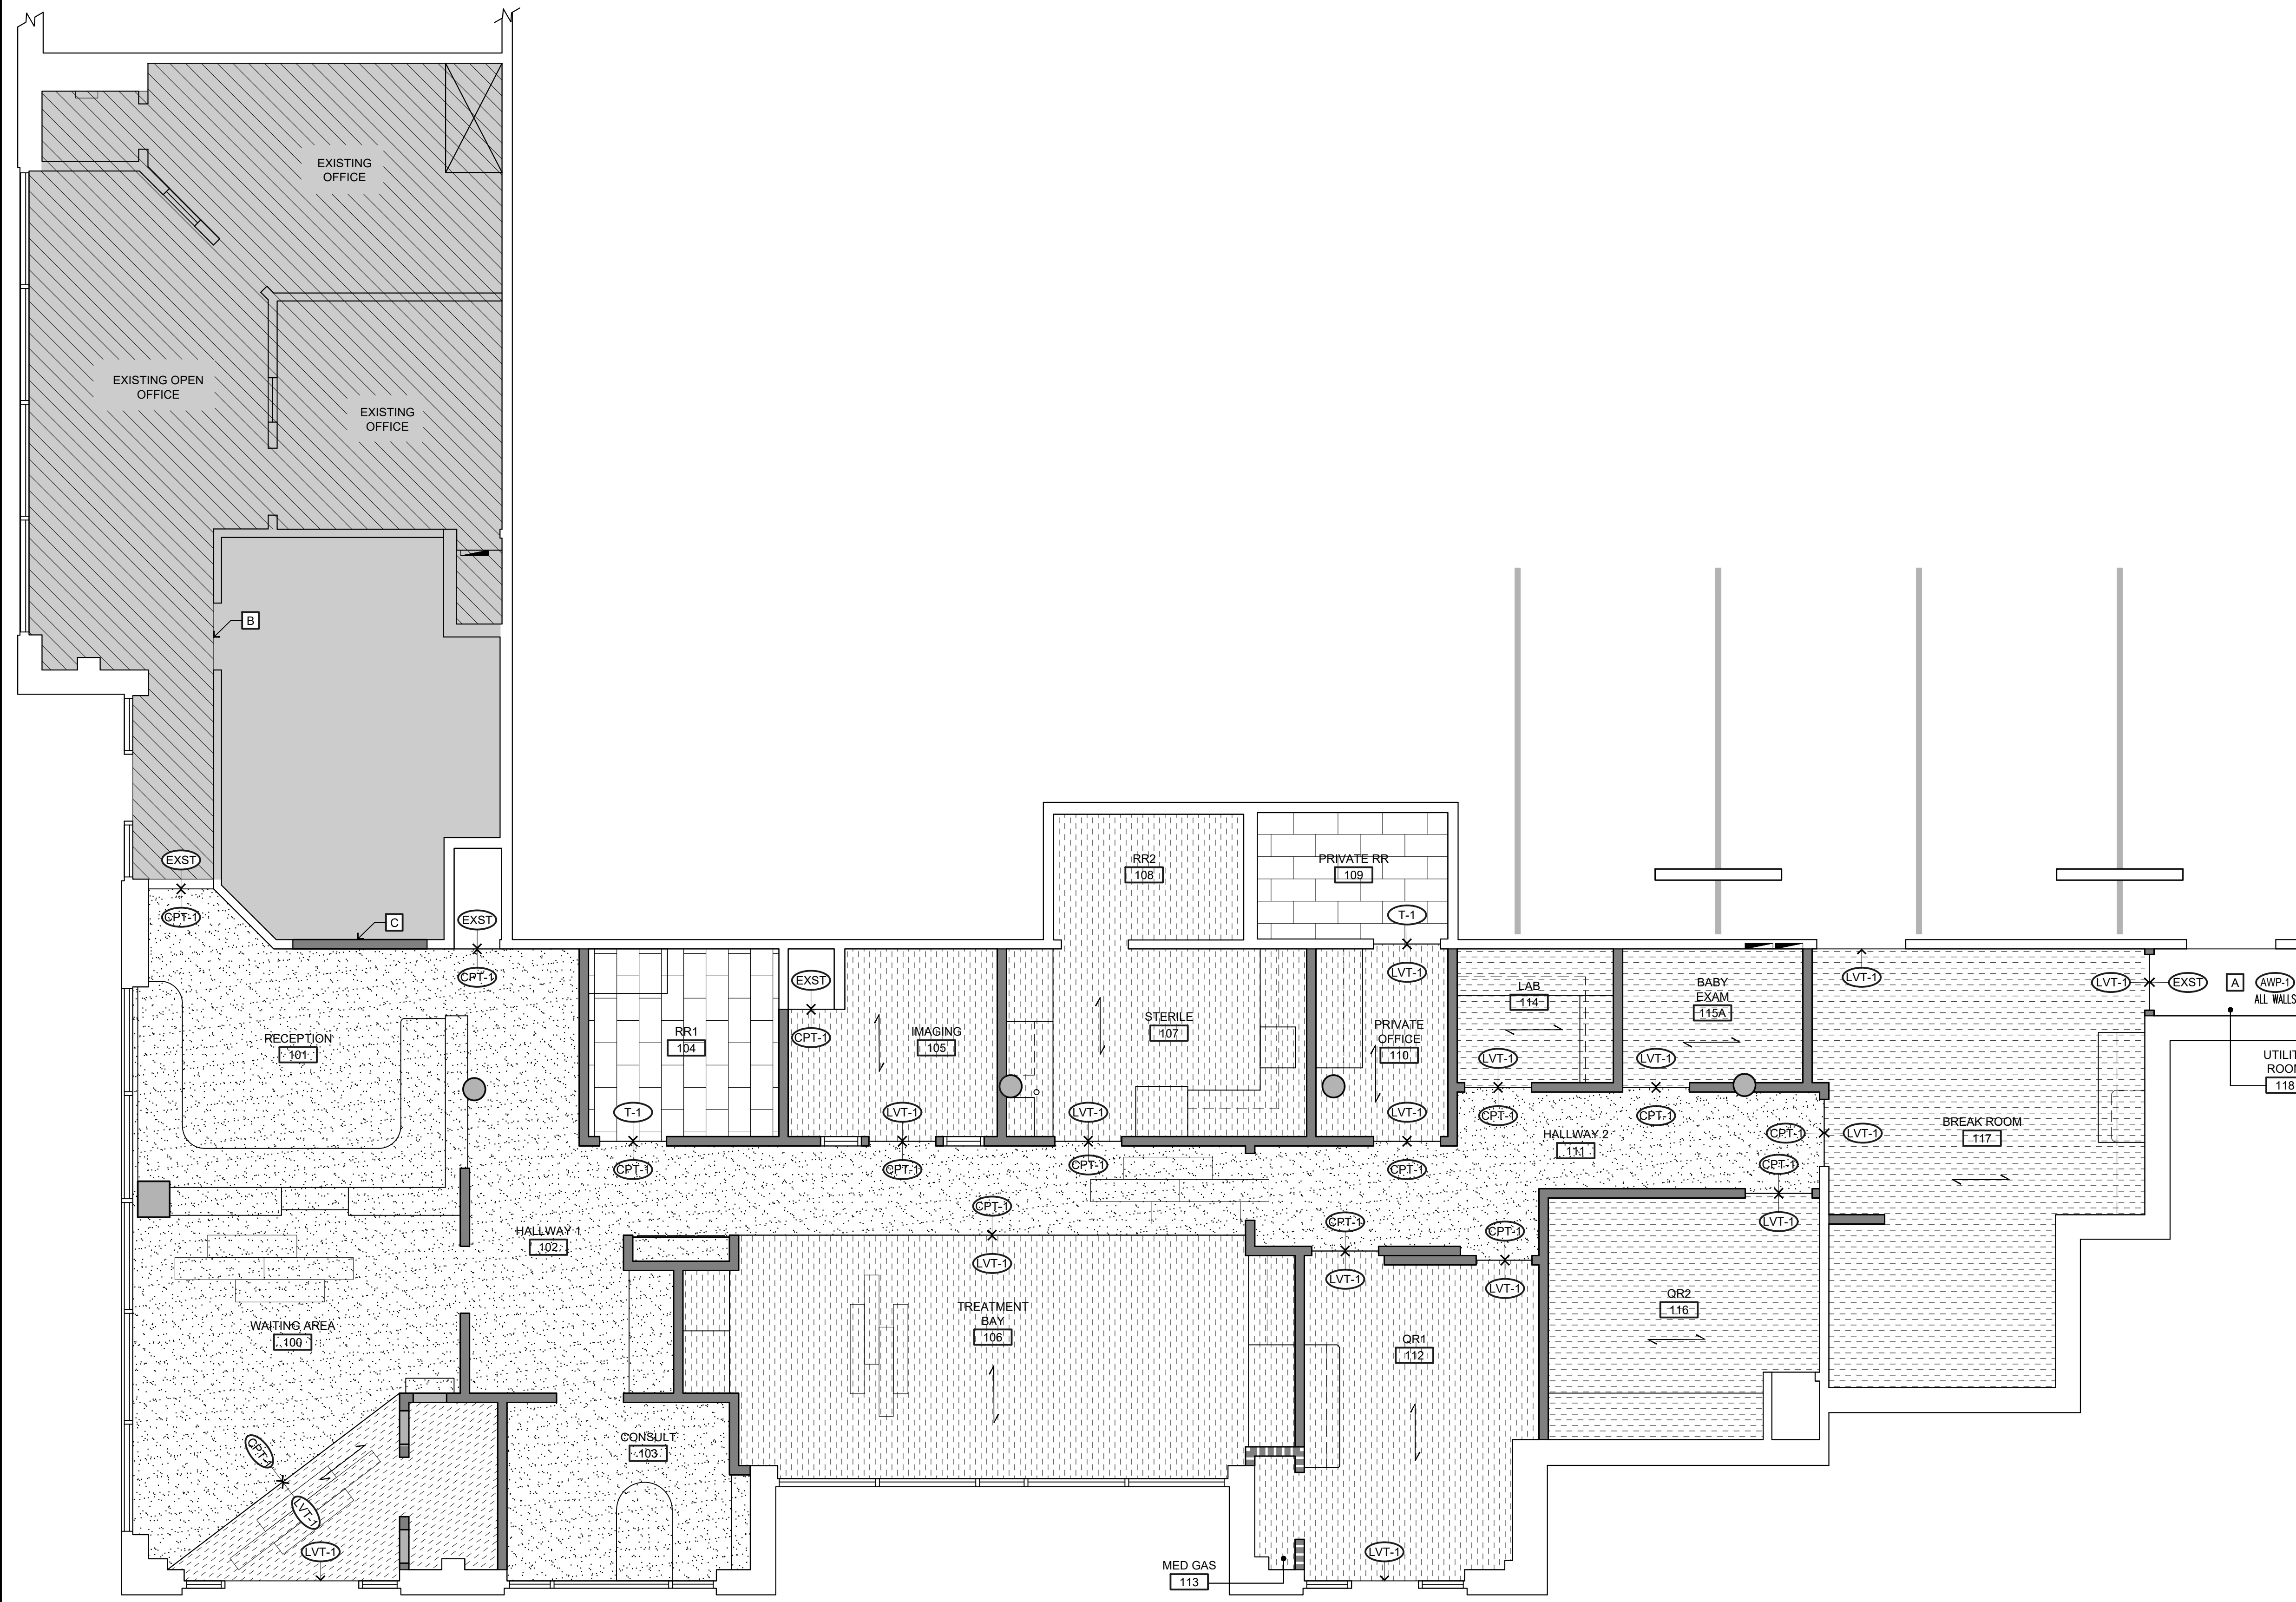 EXISTING
OFFICE
EXISTING OPEN
OFFICE
EXISTING
OFFICE
B
EXST
CPT-1
C
EXST
CPT-1
RR2
108
PRIVATE RR
109
T-1
LVT-1
EXST
CPT-1
RECEPTION
101
RR1
104
IMAGING
105
STERILE
107
PRIVATE
OFFICE
110
LAB
114
BABY
EXAM
115A
LVT-1
LVT-1
EXST
A
AWP-1
ALL WALLS
UTILIT
ROOM
118
T-1
CPT-1
LVT-1
CPT-1
LVT-1
CPT-1
LVT-1
CPT-1
LVT-1
CPT-1
LVT-1
CPT-1
HALLWAY 2
111
CPT-1
LVT-1
BREAK ROOM
117
CPT-1
LVT-1
HALLWAY 1
102
CPT-1
LVT-1
CPT-1
LVT-1
CPT-1
LVT-1
WAITING AREA
100
TREATMENT
BAY
106
QR1
112
QR2
116
CONSULT
103
CPT-1
LVT-1
LVT-1
LVT-1
MED GAS
113